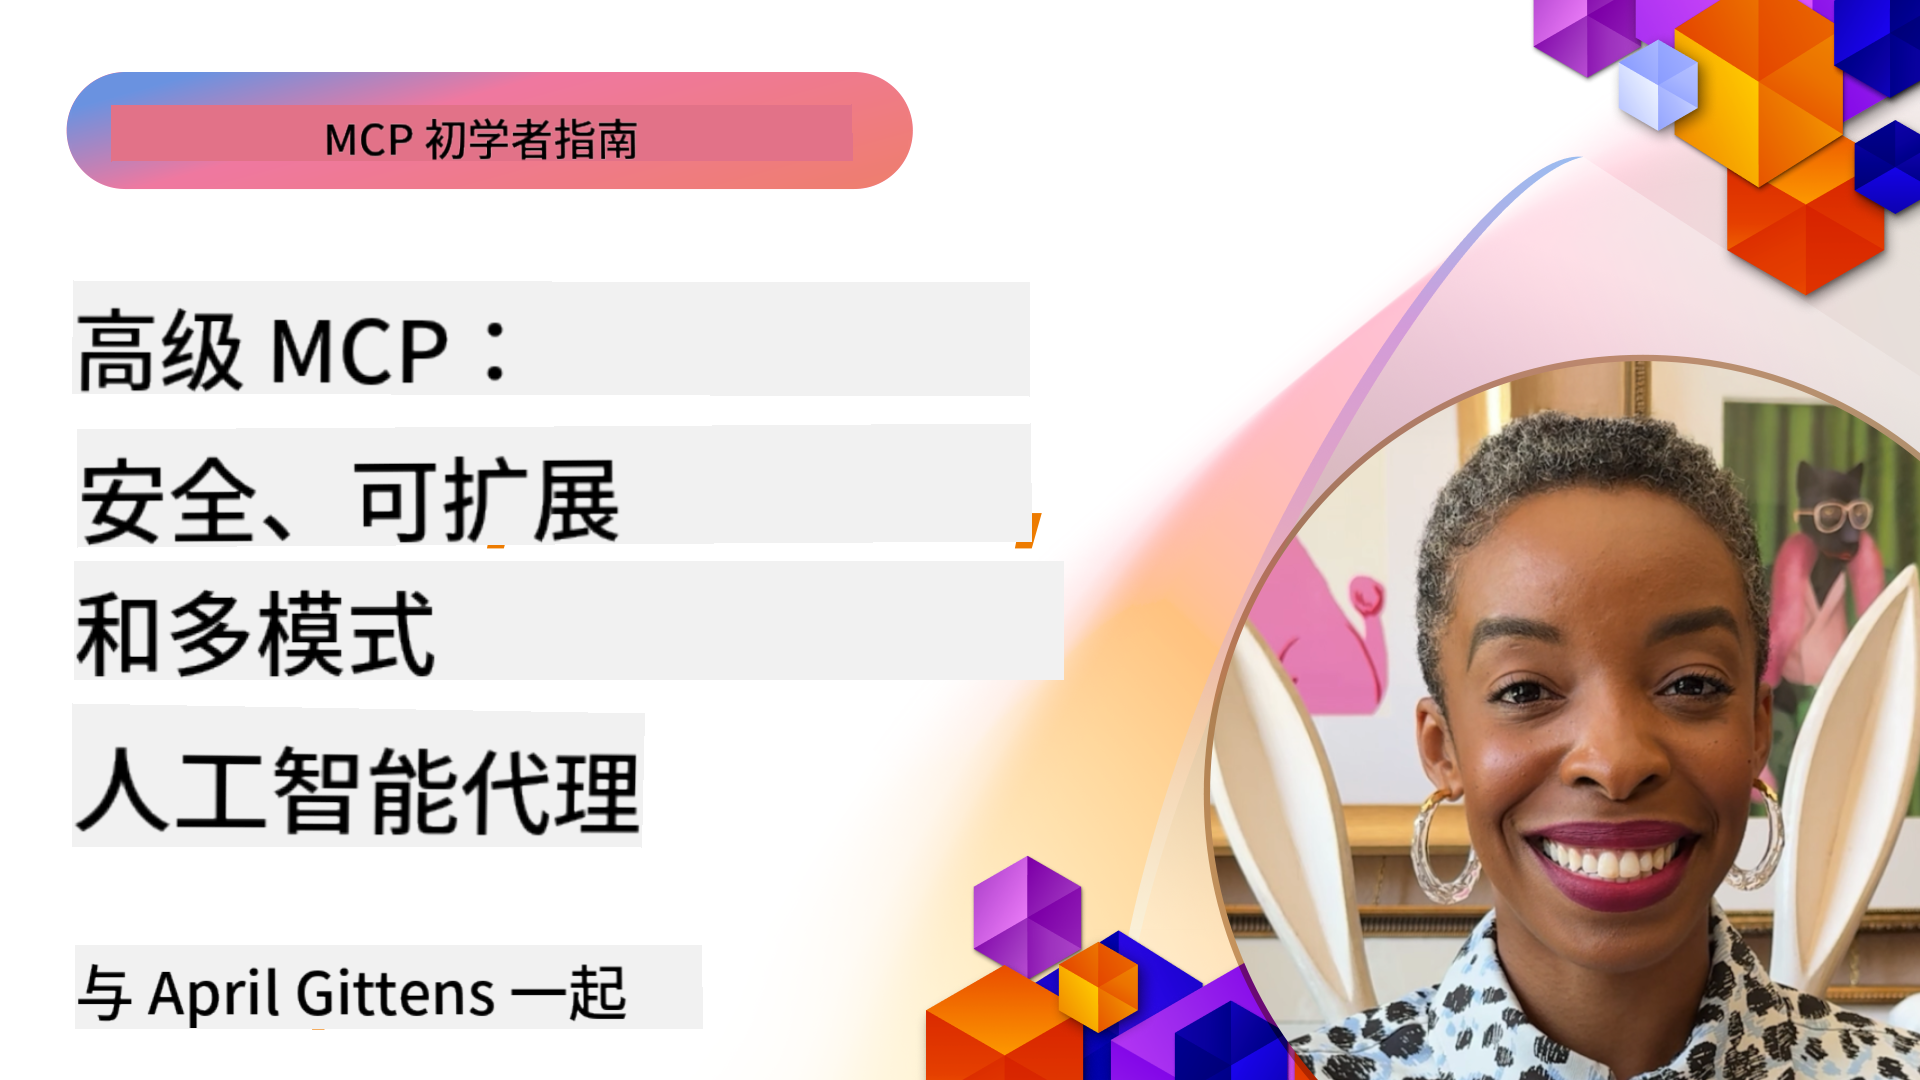 MCP 初学者指南
高级 MCP：
安全、可扩展
和多模式
人工智能代理
与 April Gittens 一起